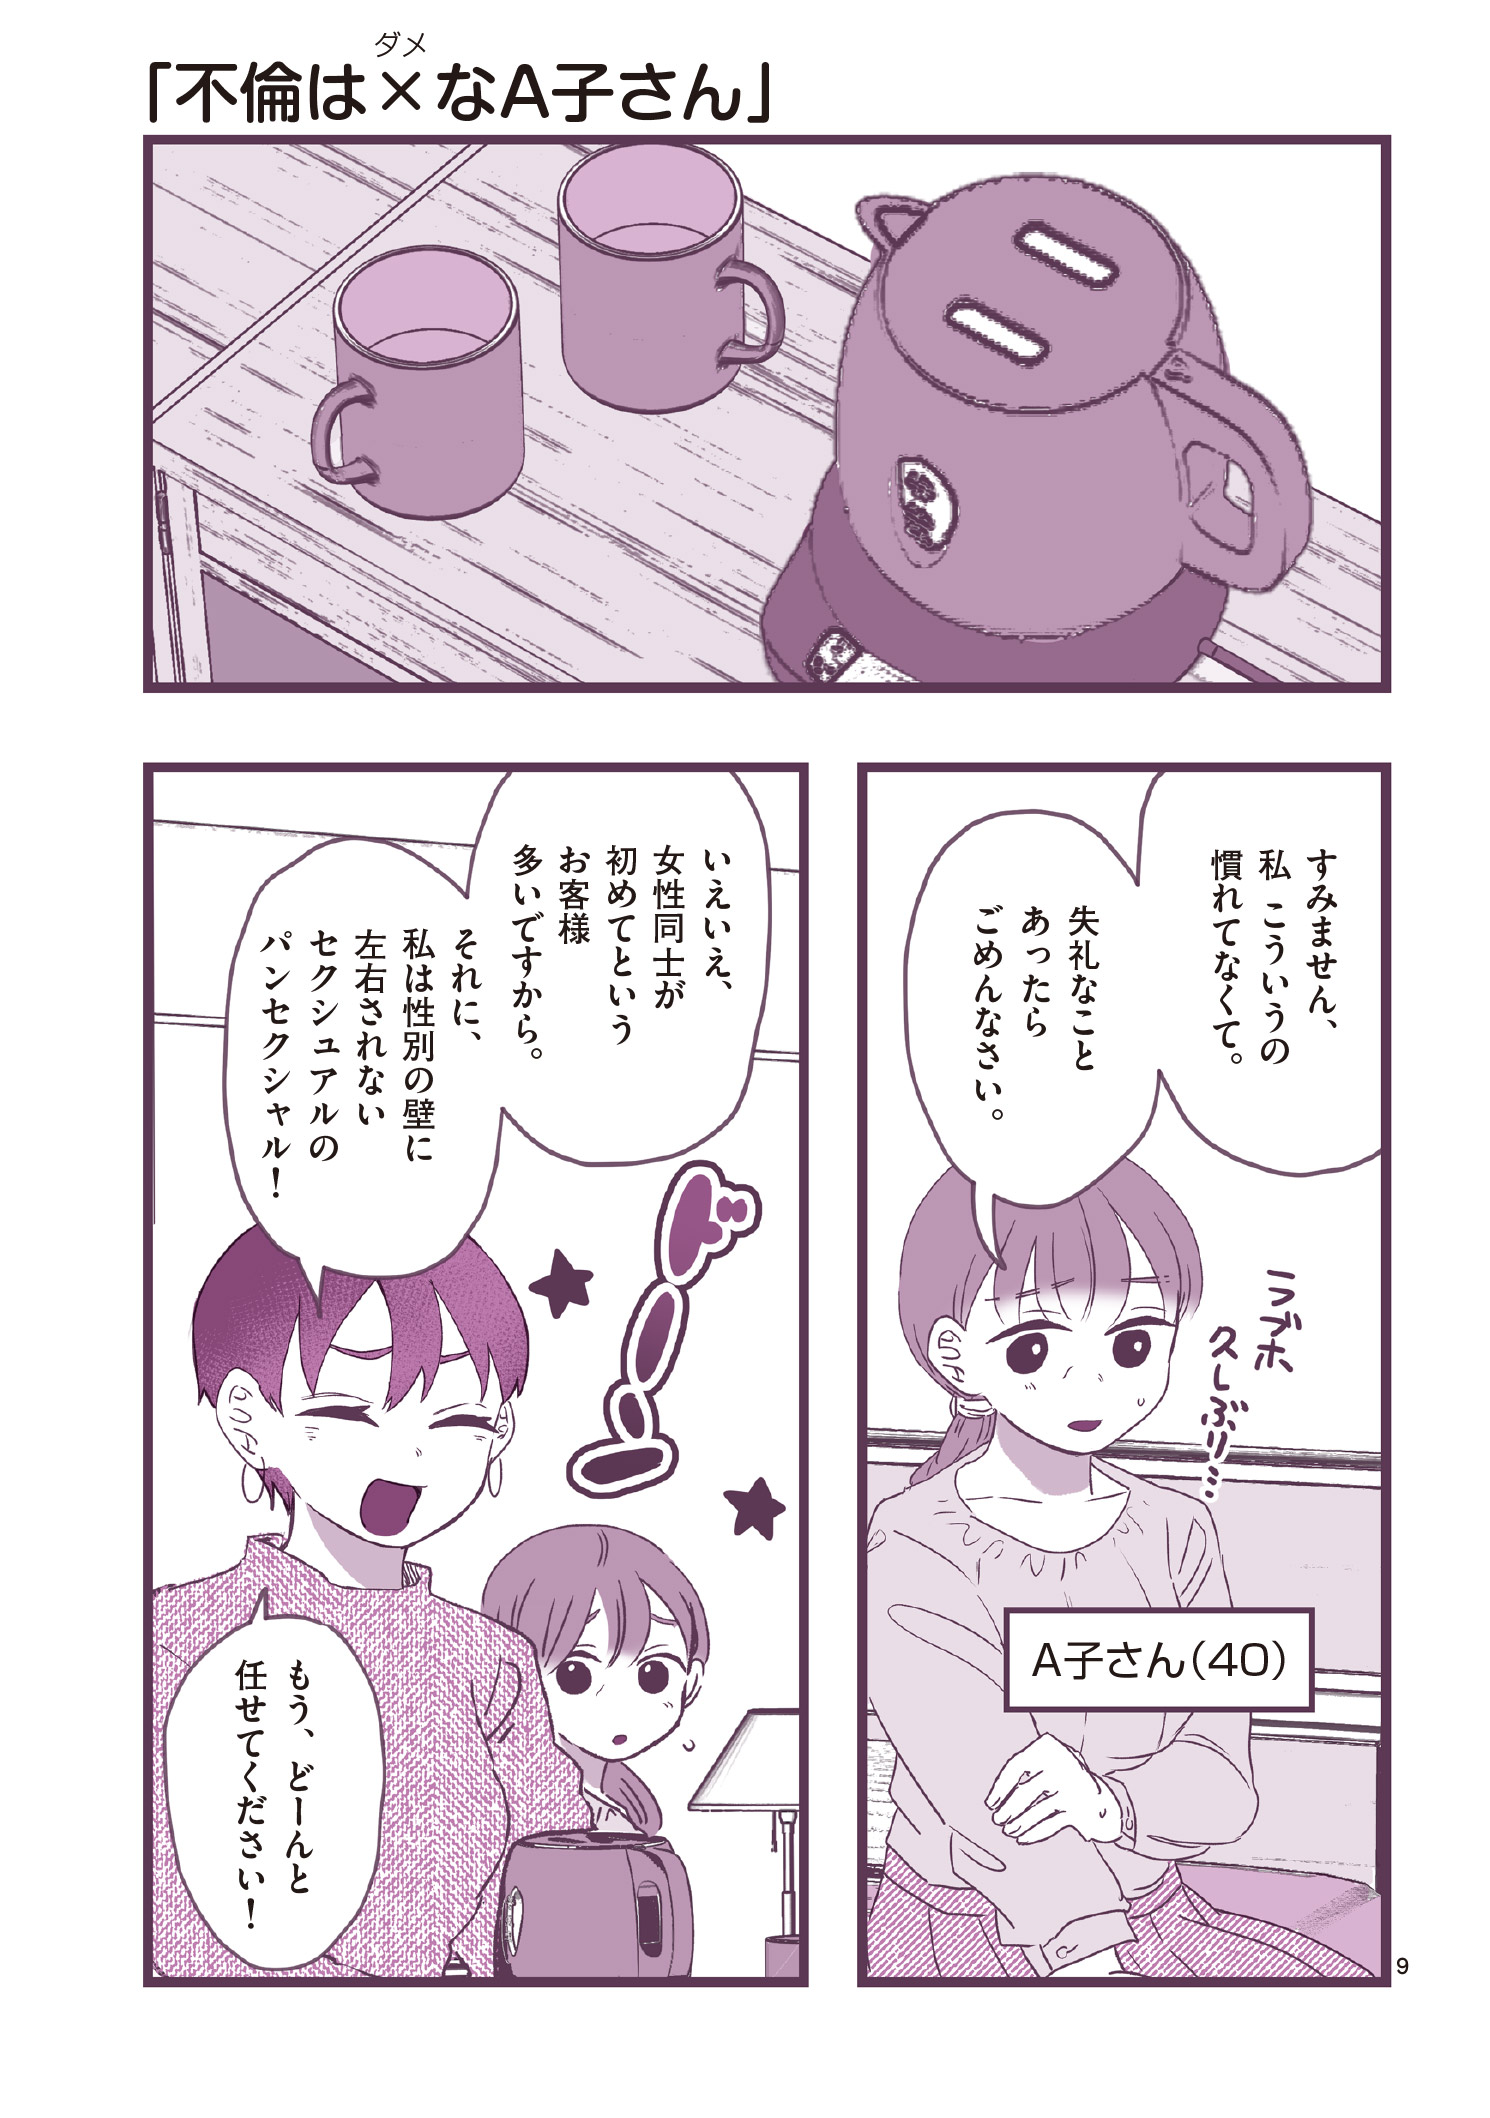 ダメ
「不倫は×なA子さん」
すみません、
私 こういうの
慣れてなくて。
失礼なこと
あったら
ごめんなさい。
ラブホ
久しぶり…
A子さん(40)
いえいえ、
女性同士が
初めてという
お客様
多いですから。
それに、
私は性別の壁に
左右されない
セクシュアルの
パンセクシャル!
ドーン
もう、どーんと
任せてください!
9